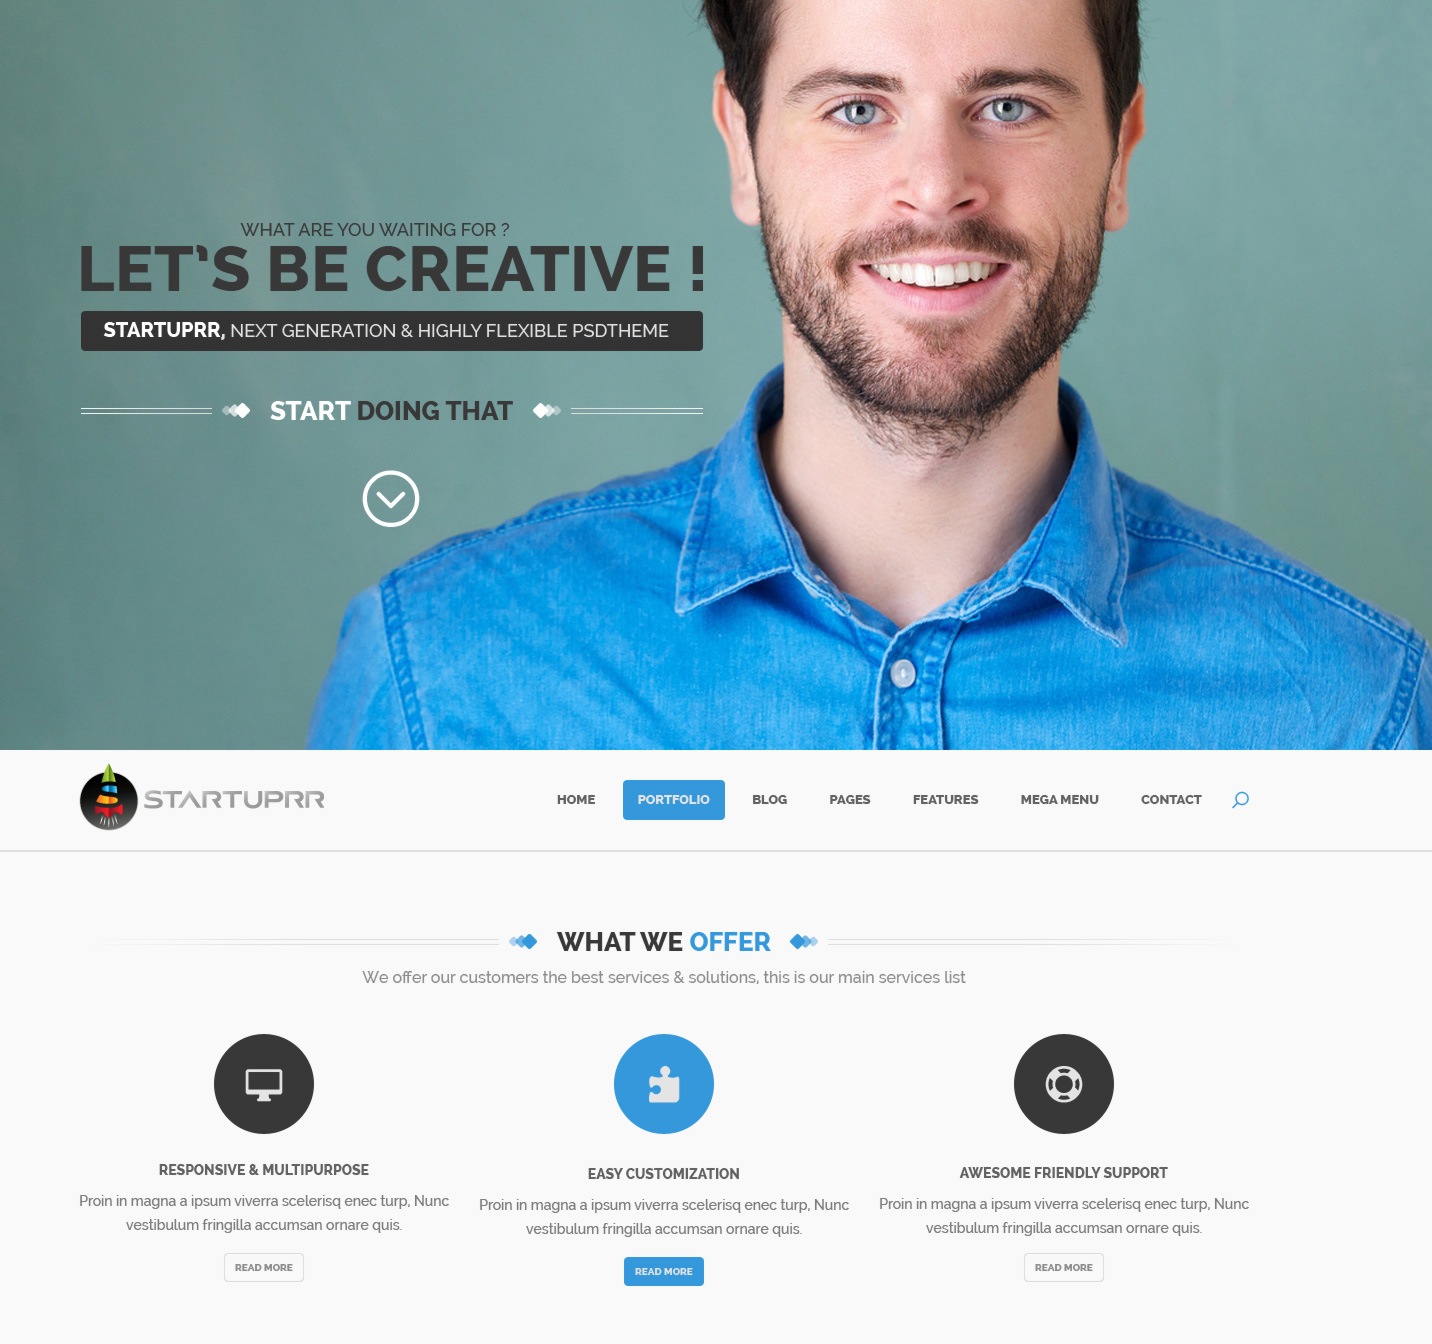 WHAT ARE YOU WAITING FOR ?
LET'S BE CREATIVE !
STARTUPRR, NEXT GENERATION & HIGHLY FLEXIBLE PSDTHEME
START DOING THAT
STARTUPRR
HOME PORTFOLIO BLOG PAGES FEATURES MEGA MENU CONTACT
WHAT WE OFFER
We offer our customers the best services & solutions, this is our main services list
RESPONSIVE & MULTIPURPOSE
Proin in magna a ipsum viverra scelerisq enec turp, Nunc
vestibulum fringilla accumsan ornare quis.
READ MORE
EASY CUSTOMIZATION
Proin in magna a ipsum viverra scelerisq enec turp, Nunc
vestibulum fringilla accumsan ornare quis.
READ MORE
AWESOME FRIENDLY SUPPORT
Proin in magna a ipsum viverra scelerisq enec turp, Nunc
vestibulum fringilla accumsan ornare quis.
READ MORE